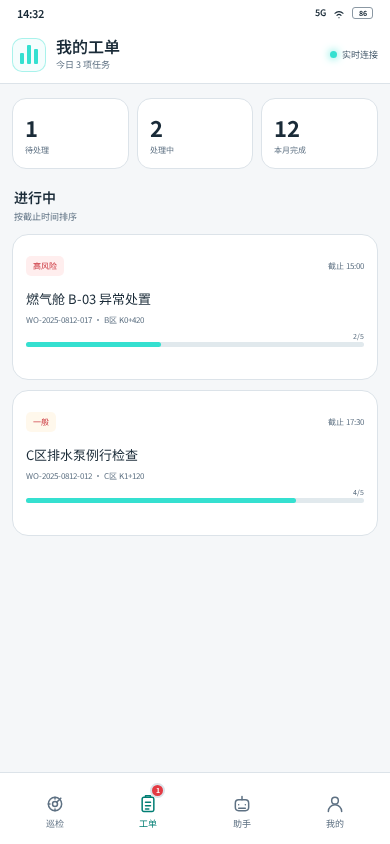 14:32
5G
86
我的工单
今日 3 项任务
实时连接
1
待处理
2
处理中
12
本月完成
进行中
按截止时间排序
高风险
截止 15:00
燃气舱 B-03 异常处置
WO-2025-0812-017 • B区 K0+420
2/5
一般
截止 17:30
C区排水泵例行检查
WO-2025-0812-012 • C区 K1+120
4/5
巡检
1
工单
助手
我的